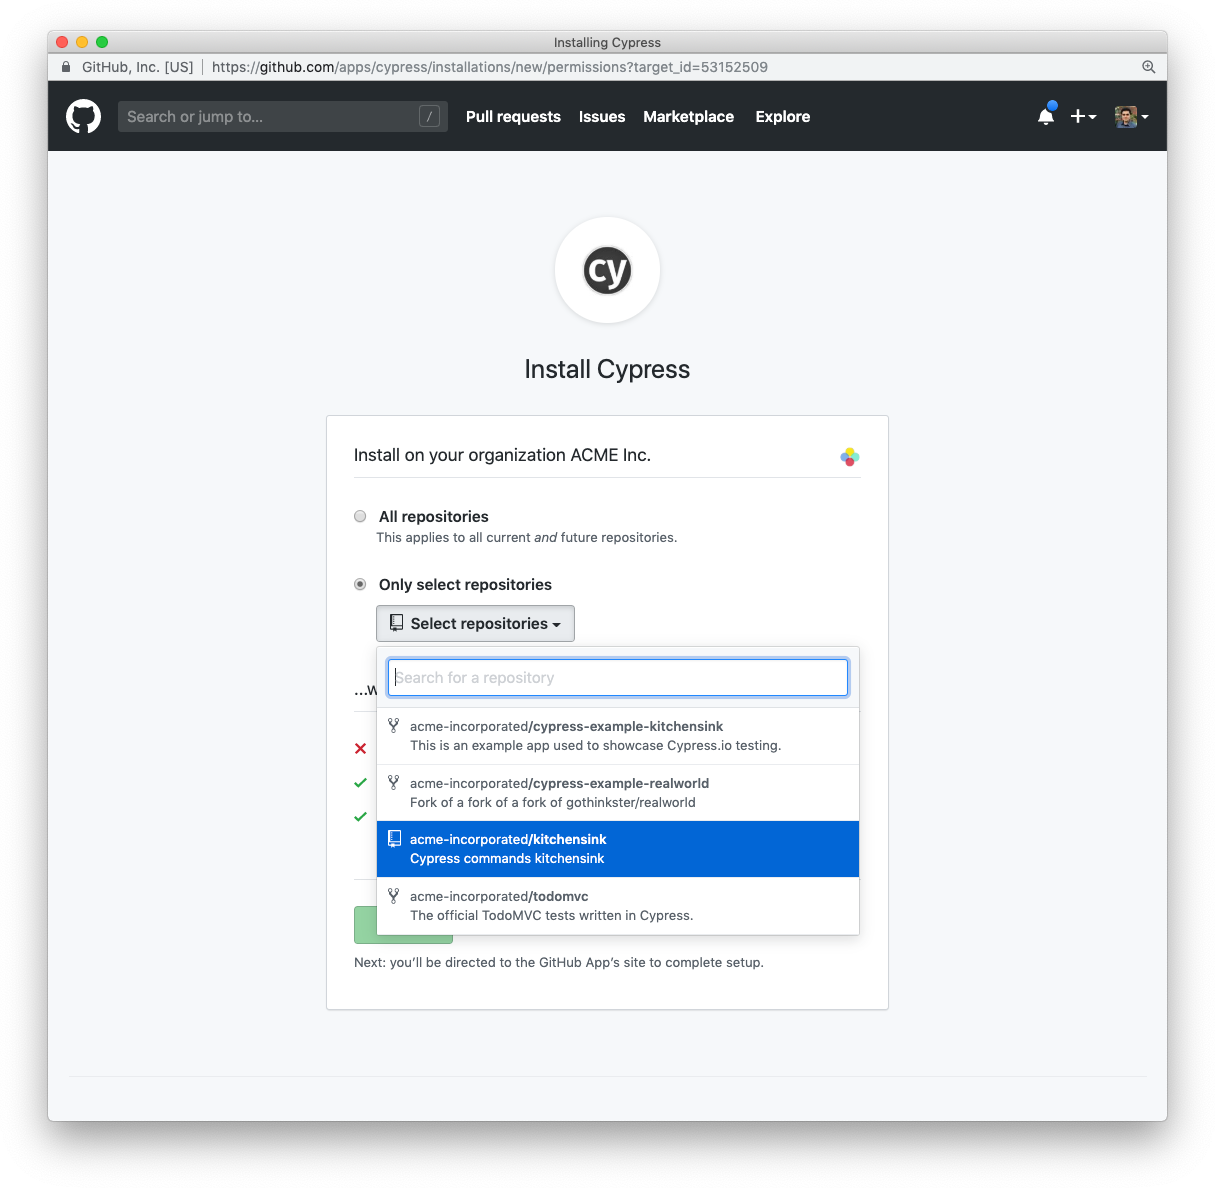 Installing Cypress
GitHub, Inc. [US] | https://github.com/apps/cypress/installations/new/permissions?target_id=53152509
Search or jump to... / Pull requests Issues Marketplace Explore
cy
Install Cypress
Install on your organization ACME Inc.
All repositories
This applies to all current and future repositories.
Only select repositories
Select repositories
Search for a repository
acme-incorporated/cypress-example-kitchensink
This is an example app used to showcase Cypress.io testing.
acme-incorporated/cypress-example-realworld
Fork of a fork of a fork of gothinkster/realworld
acme-incorporated/kitchensink
Cypress commands kitchensink
acme-incorporated/todomvc
The official TodoMVC tests written in Cypress.
Next: you’ll be directed to the GitHub App’s site to complete setup.